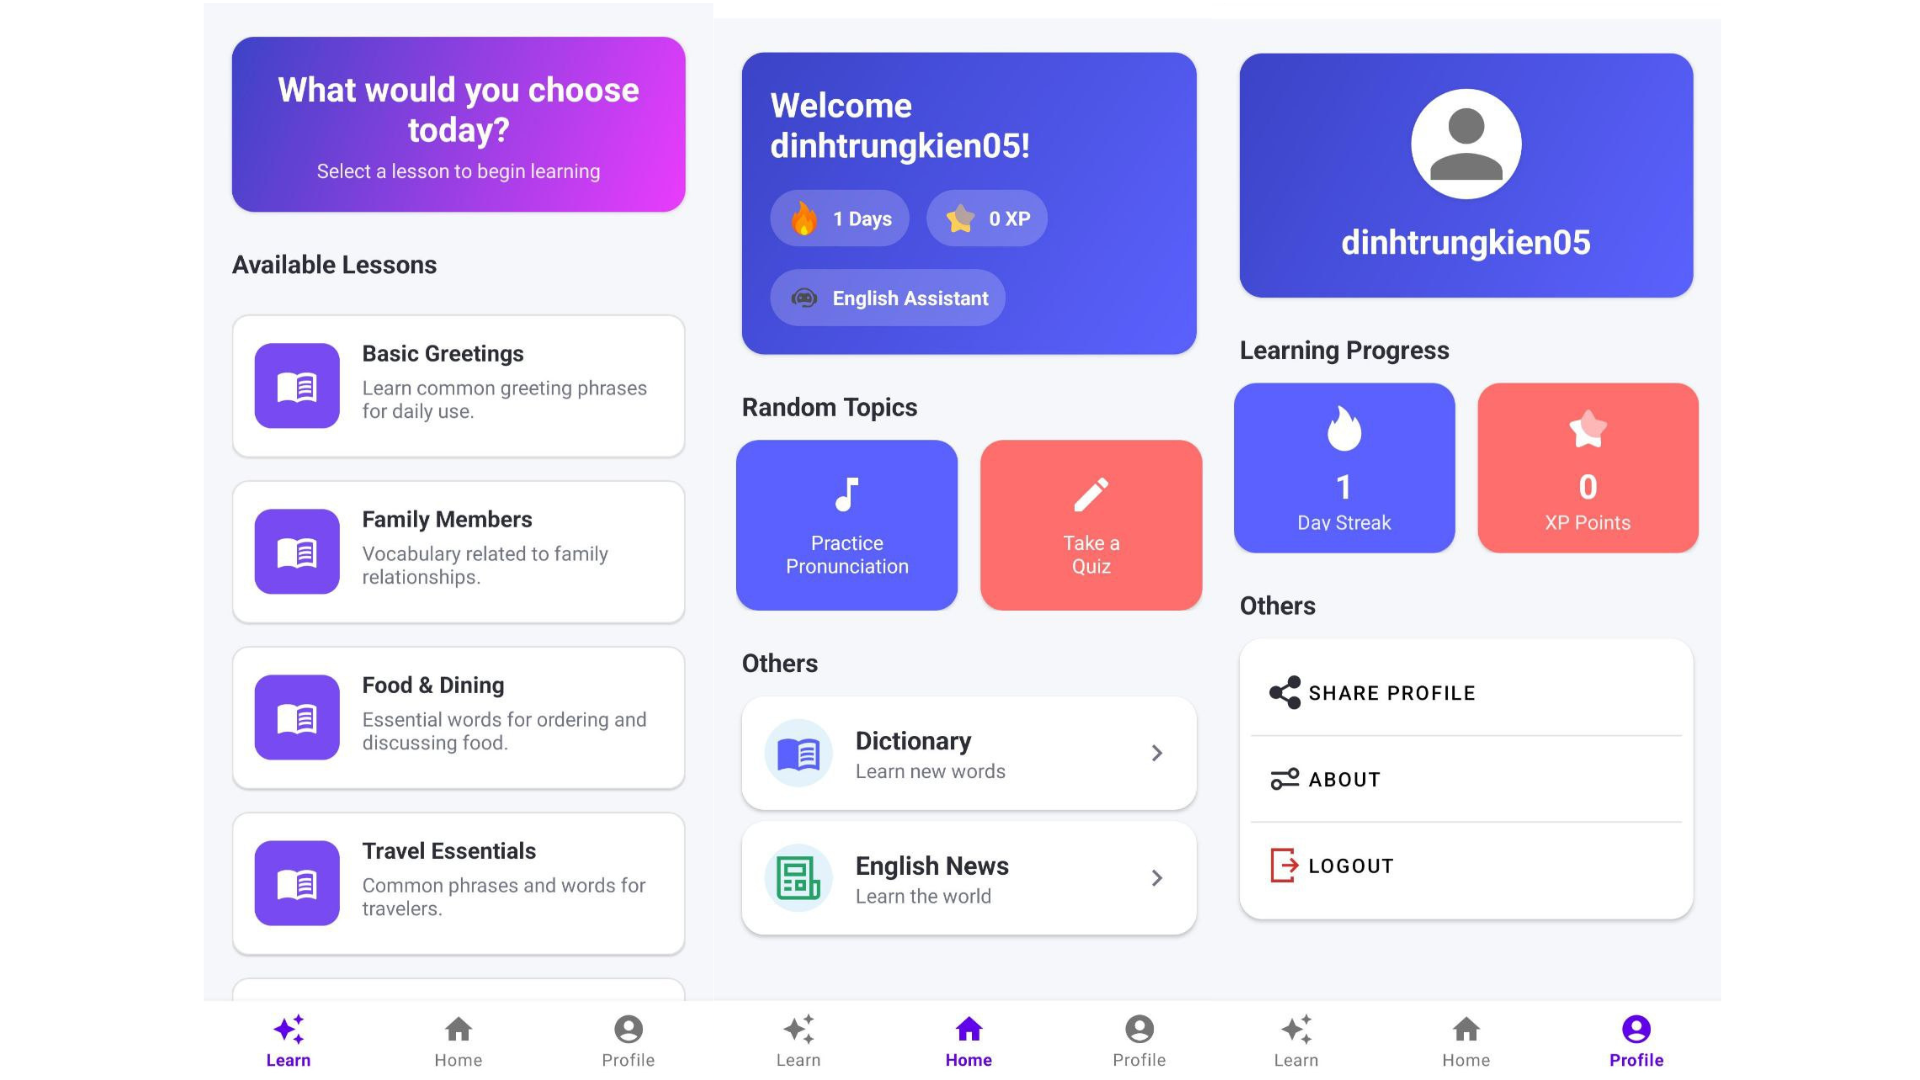 What would you choose
today?
Select a lesson to begin learning
Available Lessons
Basic Greetings
Learn common greeting phrases
for daily use.
Family Members
Vocabulary related to family
relationships.
Food & Dining
Essential words for ordering and
discussing food.
Travel Essentials
Common phrases and words for
travelers.
Learn
Home
Profile
Welcome
dinhtrungkien05!
1 Days
0 XP
English Assistant
Random Topics
Practice
Pronunciation
Take a
Quiz
Others
Dictionary
Learn new words
English News
Learn the world
Learn
Home
Profile
dinhtrungkien05
Learning Progress
1
Day Streak
0
XP Points
Others
SHARE PROFILE
ABOUT
LOGOUT
Learn
Home
Profile